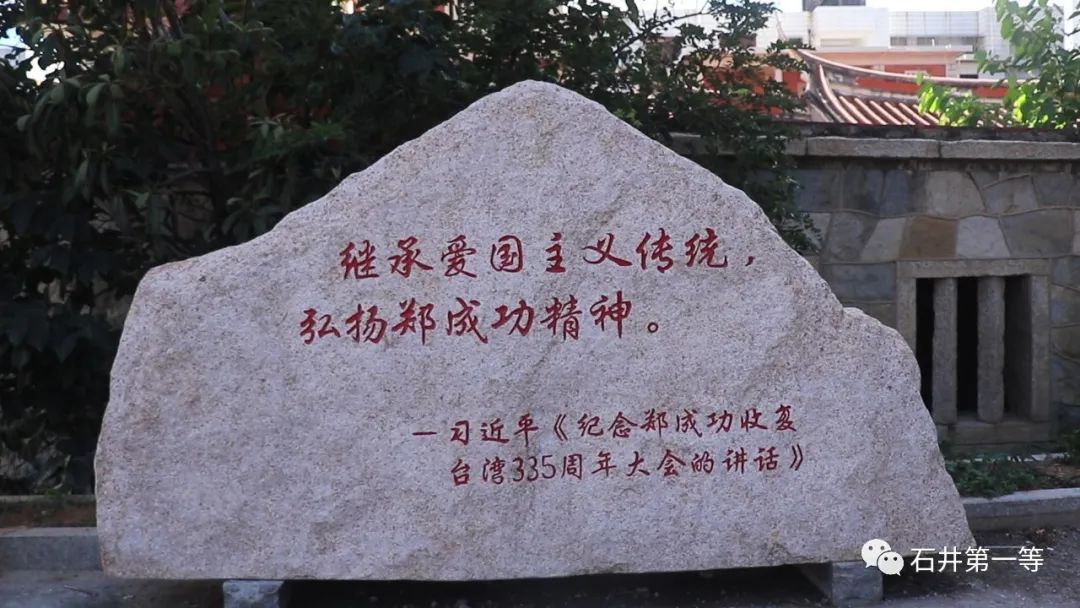 继承爱国主义传统，
弘扬郑成功精神。
—习近平《纪念郑成功收复
台湾335周年大会的讲话》
石井第一等